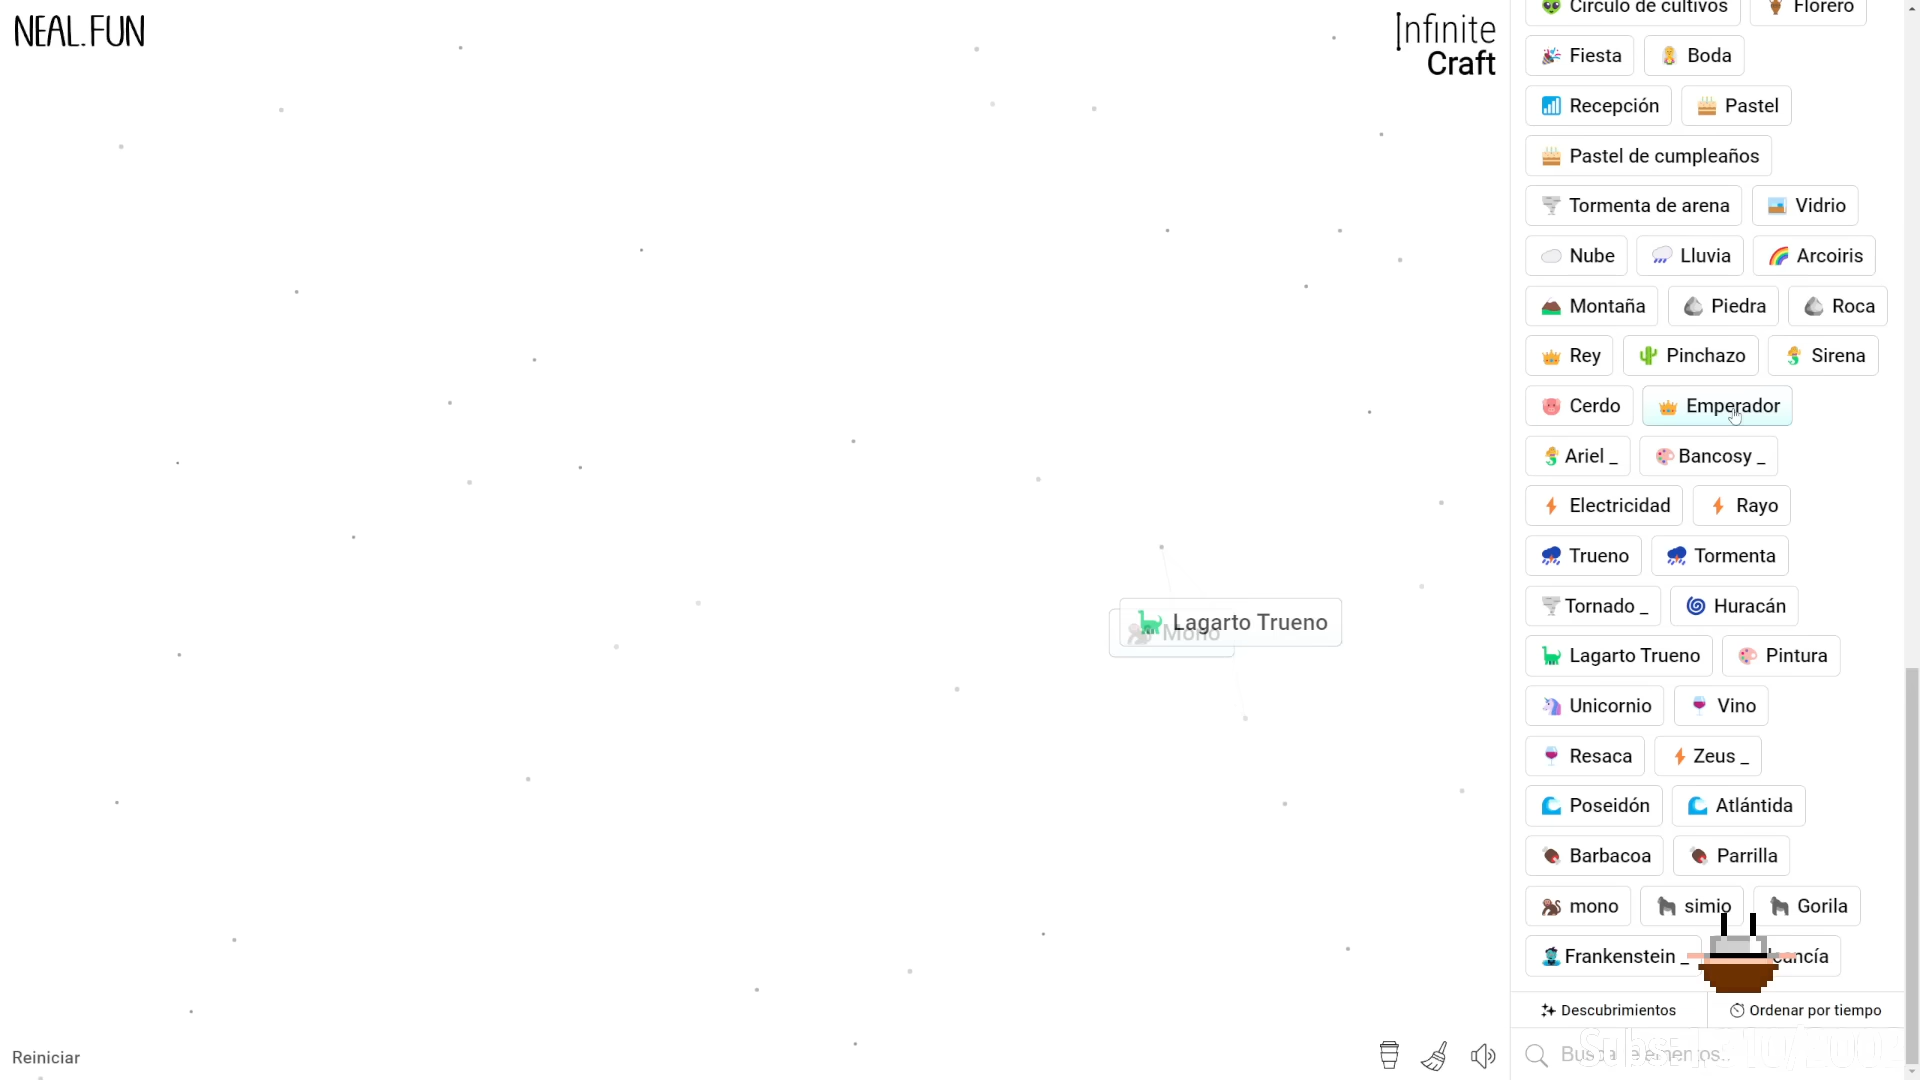 NEAL.FUN
Infinite
Craft
Círculo de cultivos Florero
Fiesta Boda
Recepción Pastel
Pastel de cumpleaños
Tormenta de arena Vidrio
Nube Lluvia Arcoiris
Montaña Piedra Roca
Rey Pinchazo Sirena
Cerdo Emperador
Ariel _ Bancosy _
Electricidad Rayo
Trueno Tormenta
Tornado _ Huracán
Lagarto Trueno
Mono
Lagarto Trueno Pintura
Unicornio Vino
Resaca Zeus _
Poseidón Atlántida
Barbacoa Parrilla
mono simio Gorila
Frankenstein _
Descubrimientos Ordenar por tiempo
Reiniciar